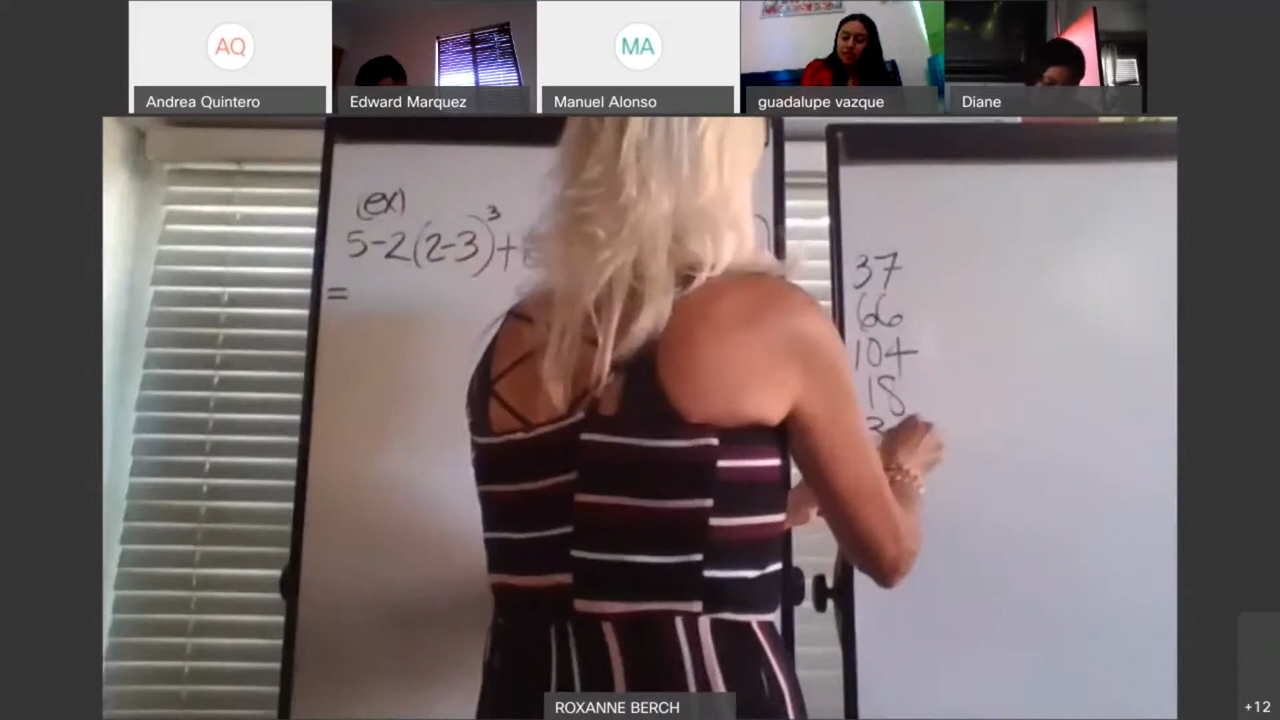 AQ
MA
Andrea Quintero
Edward Marquez
Manuel Alonso
guadalupe vazque
Diane
(ex)
5-2(2-3)³+
=
)
37
66
104
18
3
ROXANNE BERCH
+12